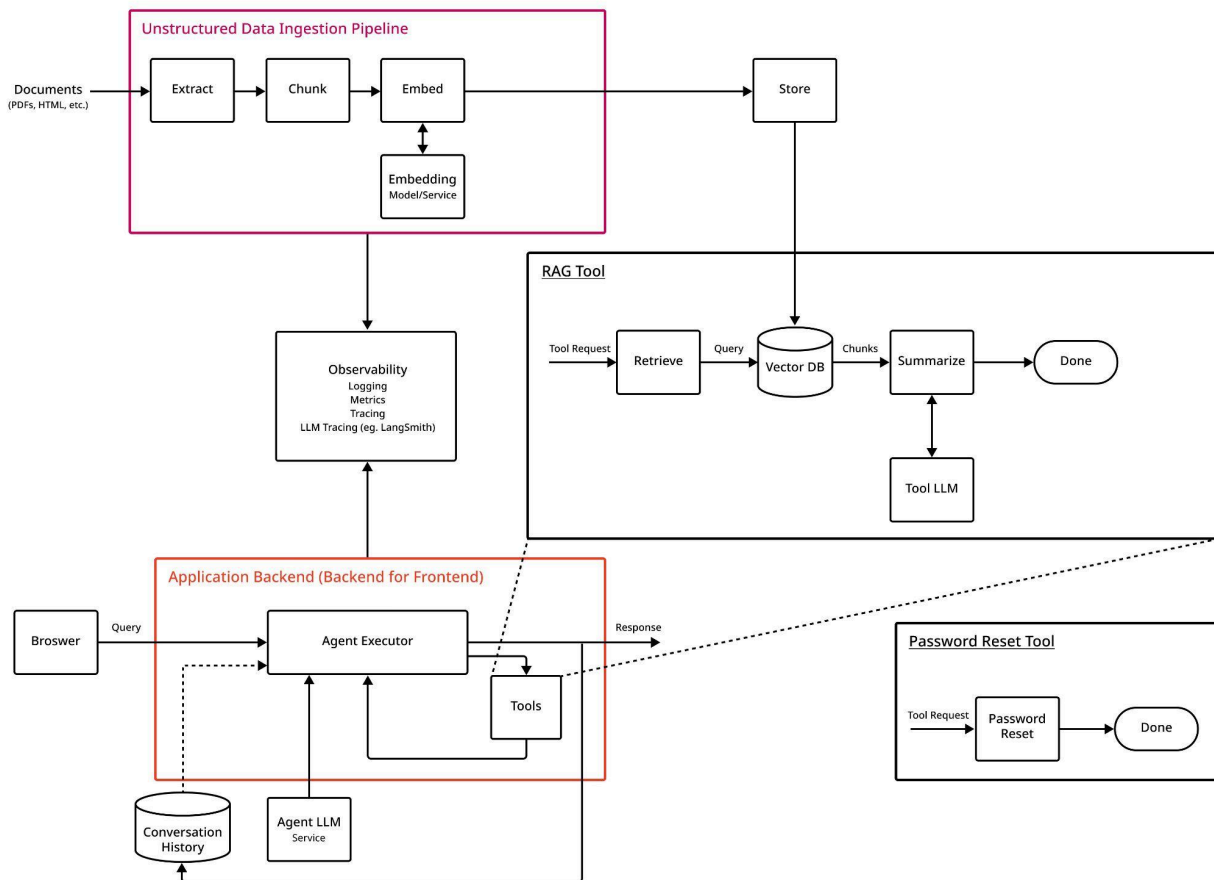 Unstructured Data Ingestion Pipeline
Documents
(PDFs, HTML, etc.)
Extract
Chunk
Embed
Store
Embedding
Model/Service
RAG Tool
Tool Request
Retrieve
Query
Vector DB
Chunks
Summarize
Done
Tool LLM
Observability
Logging
Metrics
Tracing
LLM Tracing (eg. LangSmith)
Application Backend (Backend for Frontend)
Broswer
Query
Agent Executor
Response
Tools
Conversation
History
Agent LLM
Service
Password Reset Tool
Tool Request
Password
Reset
Done